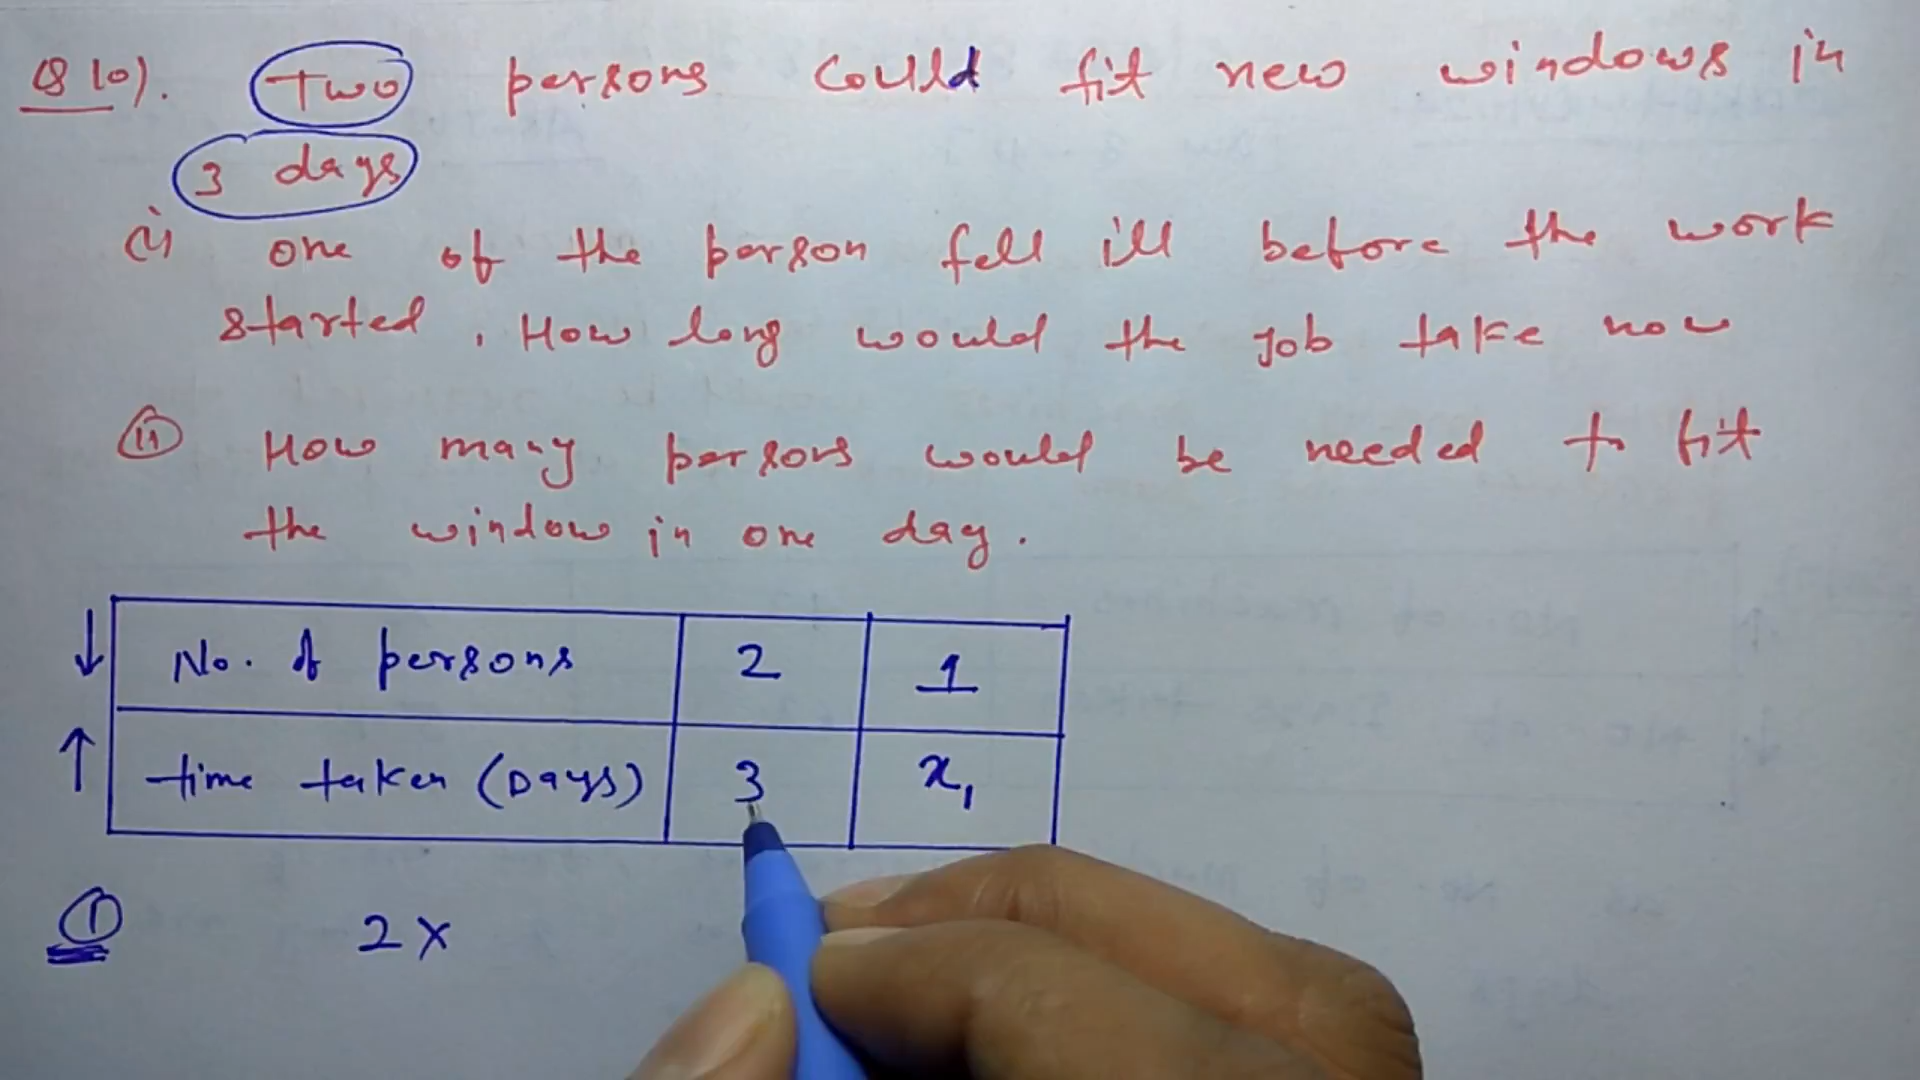 Q 10). Two persons could fit new windows in
3 days
(i) one of the person fell ill before the work
started. How long would the Job take now
(ii) How many persons would be needed to fit
the window in one day.
No. of persons 2 1
time taken (Days) 3 x₁
① 2 x